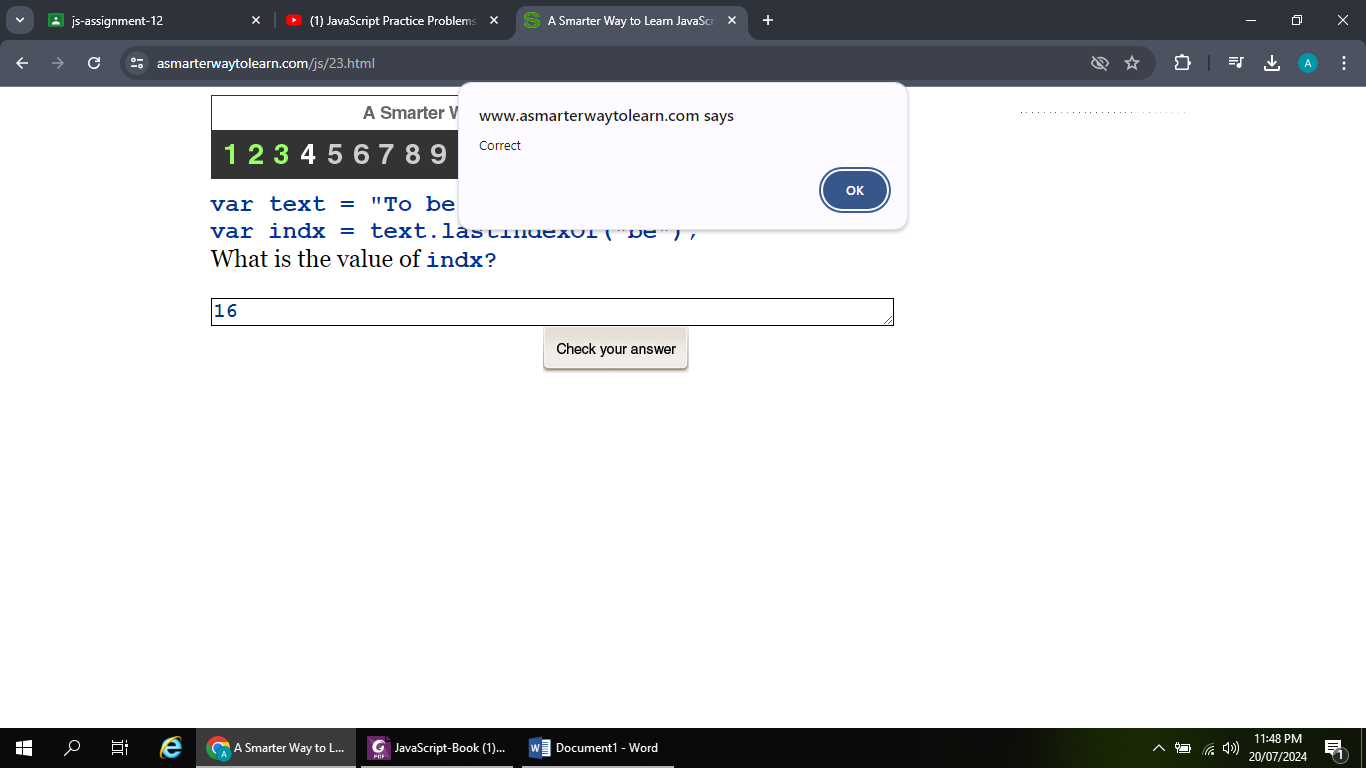 js-assignment-12
(1) JavaScript Practice Problems
A Smarter Way to Learn JavaSc
asmarterwaytolearn.com/js/23.html
A
A Smarter W
1 2 3 4 5 6 7 8 9
www.asmarterwaytolearn.com says
Correct
OK
var text = "To be
var indx = text.lastIndexOf("be");
What is the value of indx?
16
Check your answer
A Smarter Way to L...
JavaScript-Book (1)...
Document1 - Word
11:48 PM
20/07/2024
1